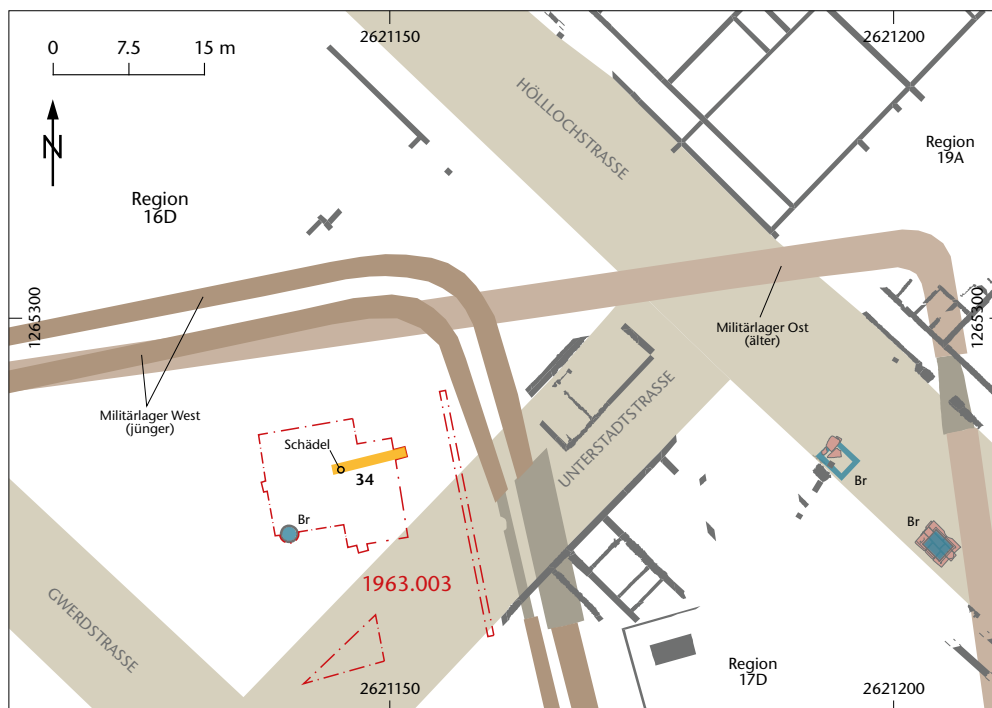 0 7.5 15 m
2621150
2621200
N
HÖLLLOCHSTRASSE
Region
19A
Region
16D
1265300
1265300
Militärlager Ost
(älter)
Militärlager West
(jünger)
UNTERSTADTSTRASSE
Schädel
34
Br
Br
Br
1963.003
GWERDSTRASSE
Region
17D
2621150
2621200